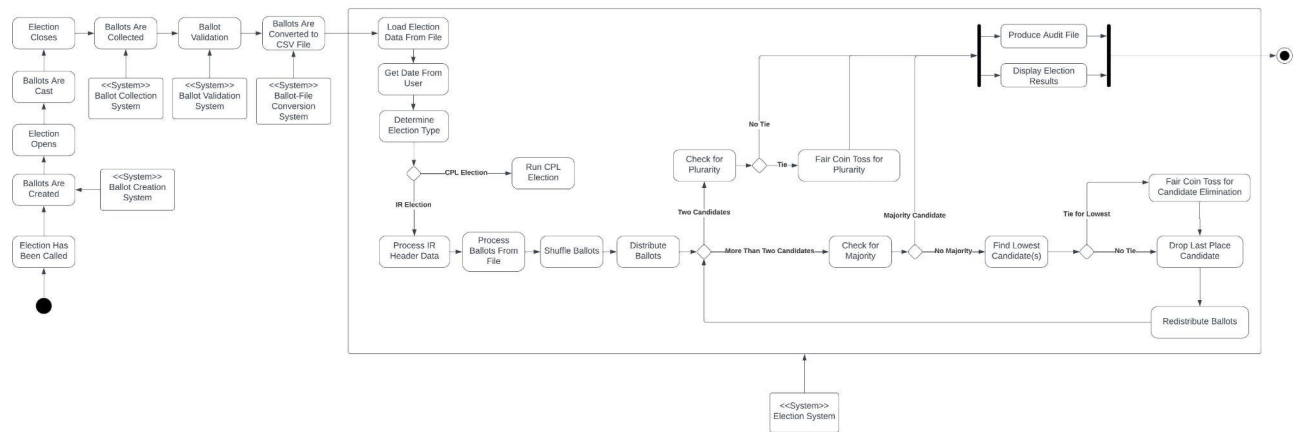 Election
Closes
Ballots Are
Collected
Ballot
Validation
Ballots Are
Converted to
CSV File
Load Election
Data From File
Produce Audit File
Display Election
Results
Get Date From
User
Ballots Are
Cast
<<System>>
Ballot Collection
System
<<System>>
Ballot Validation
System
<<System>>
Ballot-File
Conversion
System
Determine
Election Type
No Tie
Election
Opens
Check for
Plurarity
Tie
Fair Coin Toss for
Plurarity
CPL Election
Run CPL
Election
Ballots Are
Created
<<System>>
Ballot Creation
System
Fair Coin Toss for
Candidate Elimination
IR Election
Two Candidates
Majority Candidate
Tie for Lowest
Election Has
Been Called
Process IR
Header Data
Process
Ballots From
File
Shuffle Ballots
Distribute
Ballots
More Than Two Candidates
Check for
Majority
No Majority
Find Lowest
Candidate(s)
No Tie
Drop Last Place
Candidate
Redistribute Ballots
<<System>>
Election System